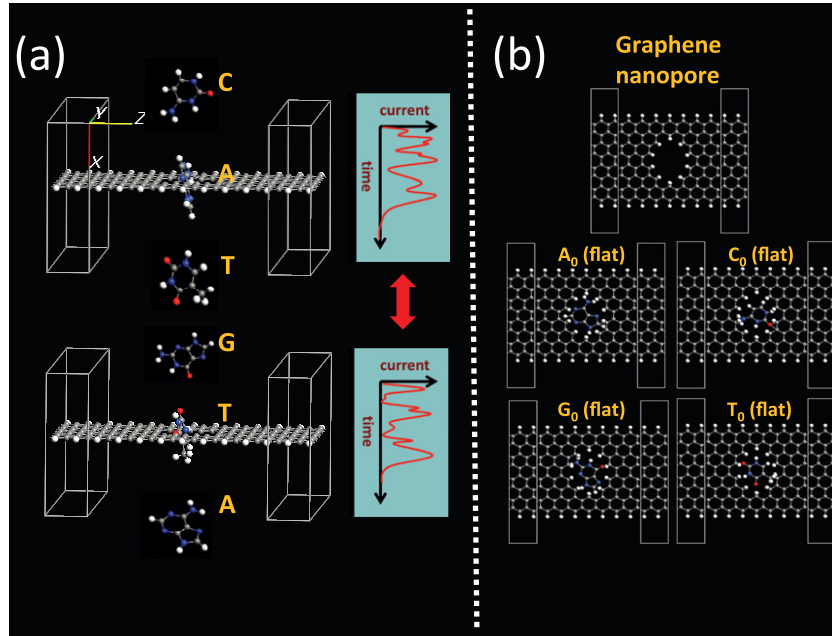 (a)
C
Y
Z
X
A
T
current
time
G
T
A
current
time
(b)
Graphene
nanopore
A₀ (flat)
C₀ (flat)
G₀ (flat)
T₀ (flat)